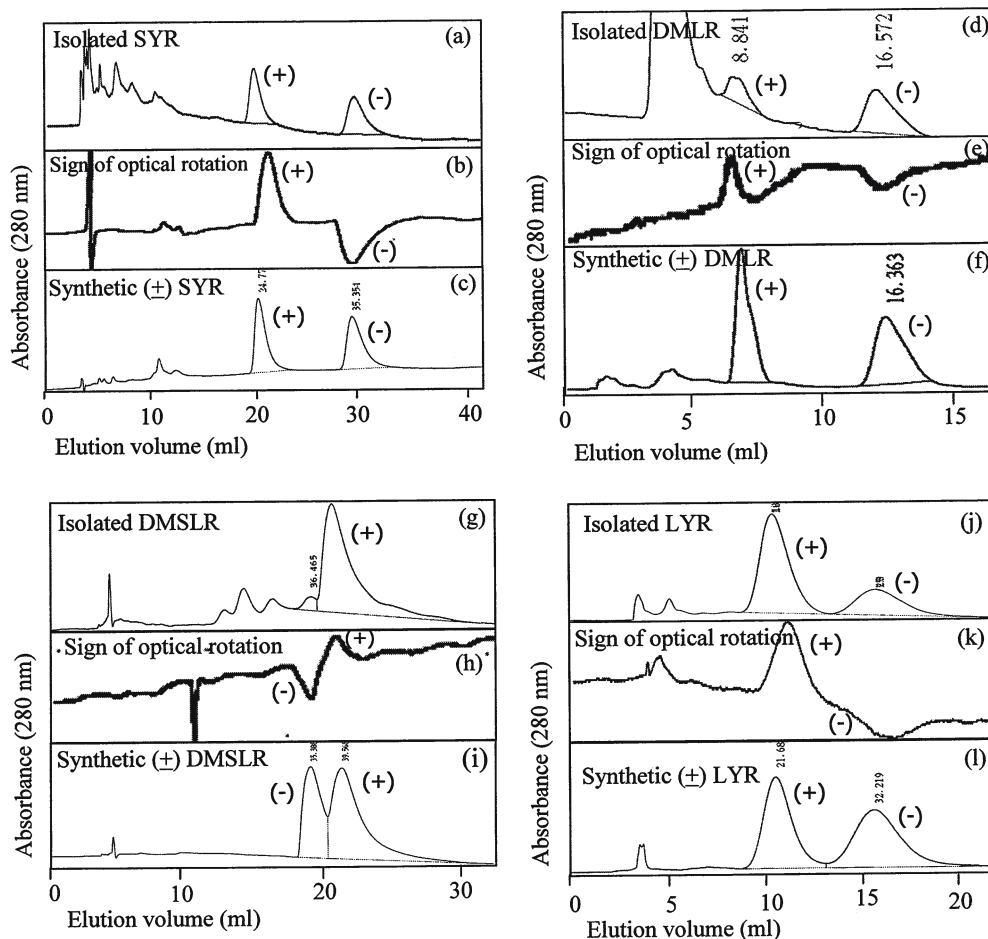 Absorbance (280 nm)
Isolated SYR
(a)
(+)
(-)
Sign of optical rotation
(b)
(+)
(-)
Synthetic (±) SYR
(c)
24.77
(+)
35.354
(-)
0 10 20 30 40
Elution volume (ml)
Absorbance (280 nm)
Isolated DMLR
(d)
8.841
(+)
16.572
(-)
Sign of optical rotation
(e)
(+)
(-)
Synthetic (±) DMLR
(f)
(+)
16.363
(-)
0 5 10 15
Elution volume (ml)
Absorbance (280 nm)
Isolated DMSLR
(g)
36.465
(+)
Sign of optical rotation
(h)
(-)
(+)
Synthetic (±) DMSLR
(i)
(-)
(+)
0 10 20 30
Elution volume (ml)
Absorbance (280 nm)
Isolated LYR
(j)
(+)
(-)
Sign of optical rotation
(k)
(+)
(-)
Synthetic (±) LYR
(l)
21.68
(+)
32.219
(-)
0 5 10 15 20
Elution volume (ml)